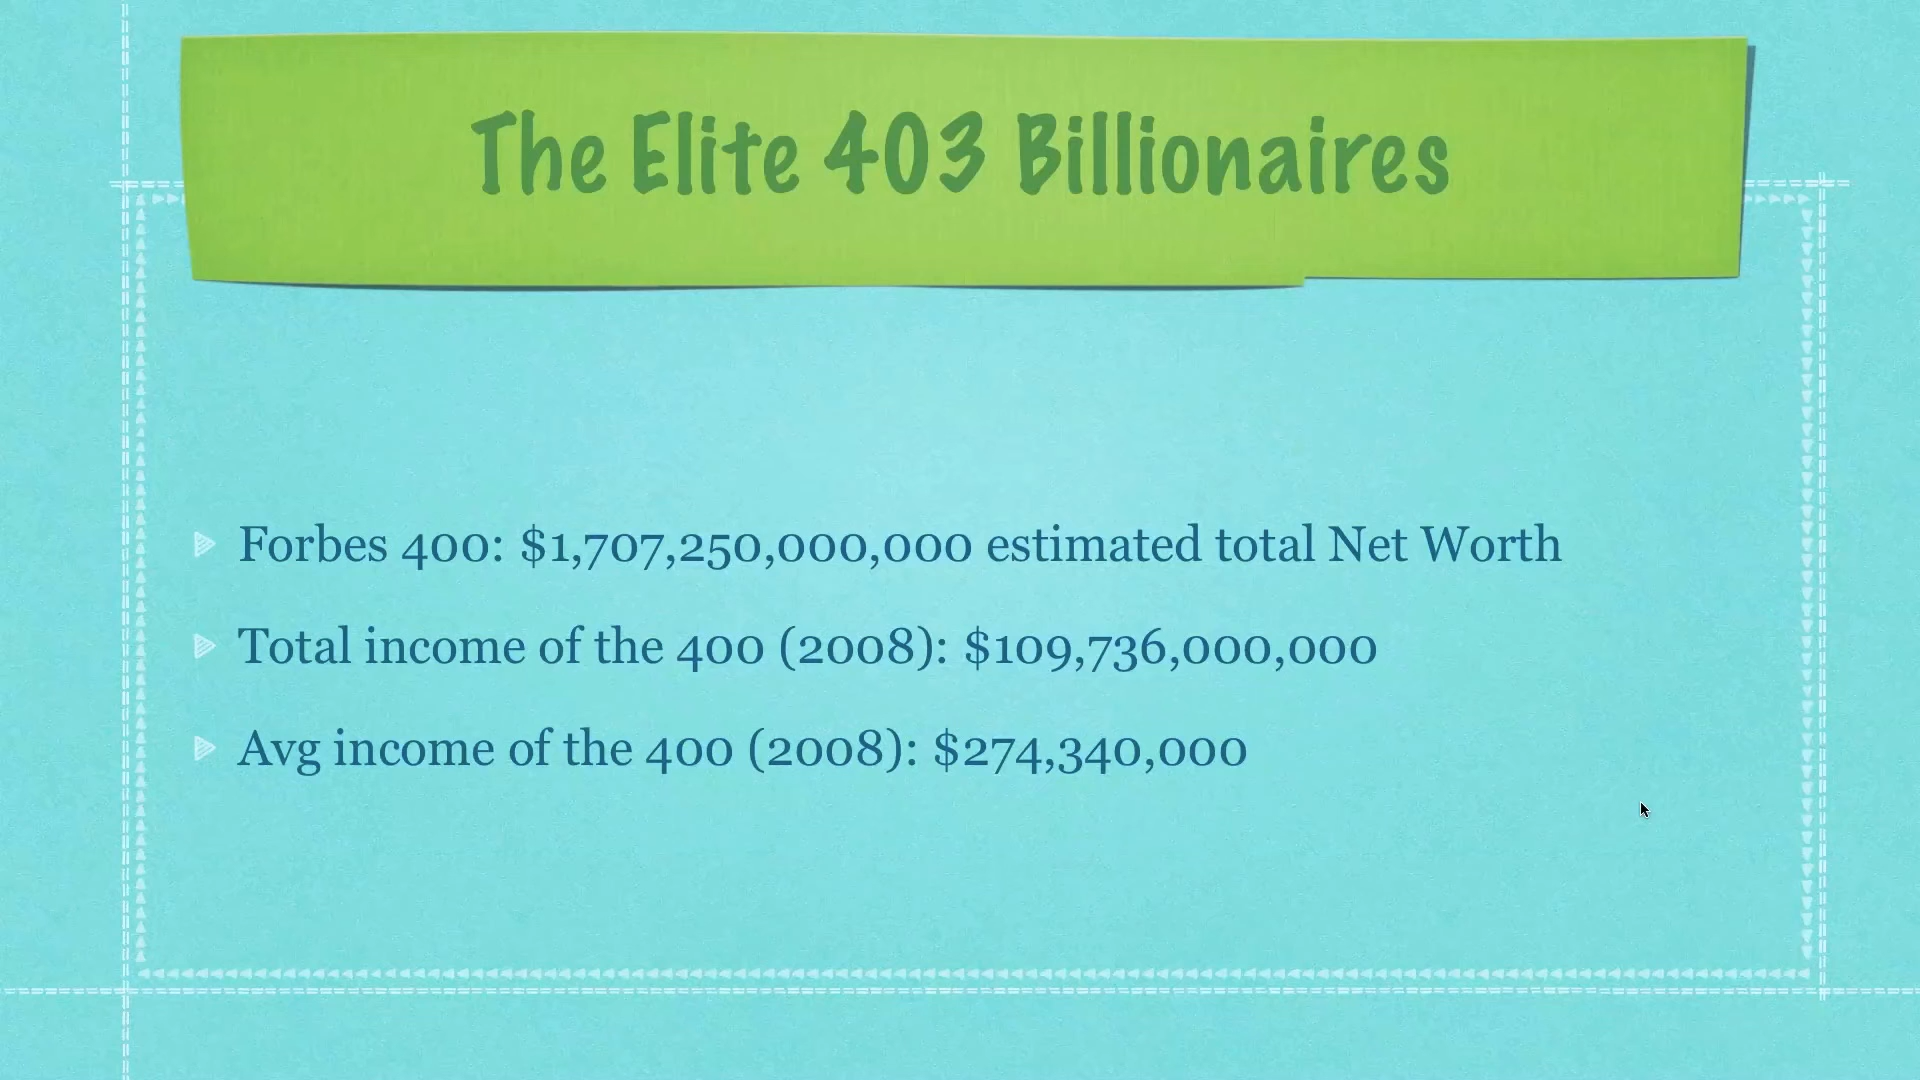 The Elite 403 Billionaires
Forbes 400: $1,707,250,000,000 estimated total Net Worth
Total income of the 400 (2008): $109,736,000,000
Avg income of the 400 (2008): $274,340,000